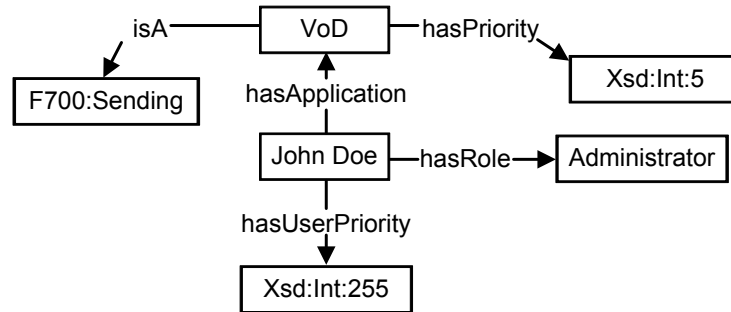 isA
VoD
hasPriority
F700:Sending
Xsd:Int:5
hasApplication
John Doe
hasRole
Administrator
hasUserPriority
Xsd:Int:255